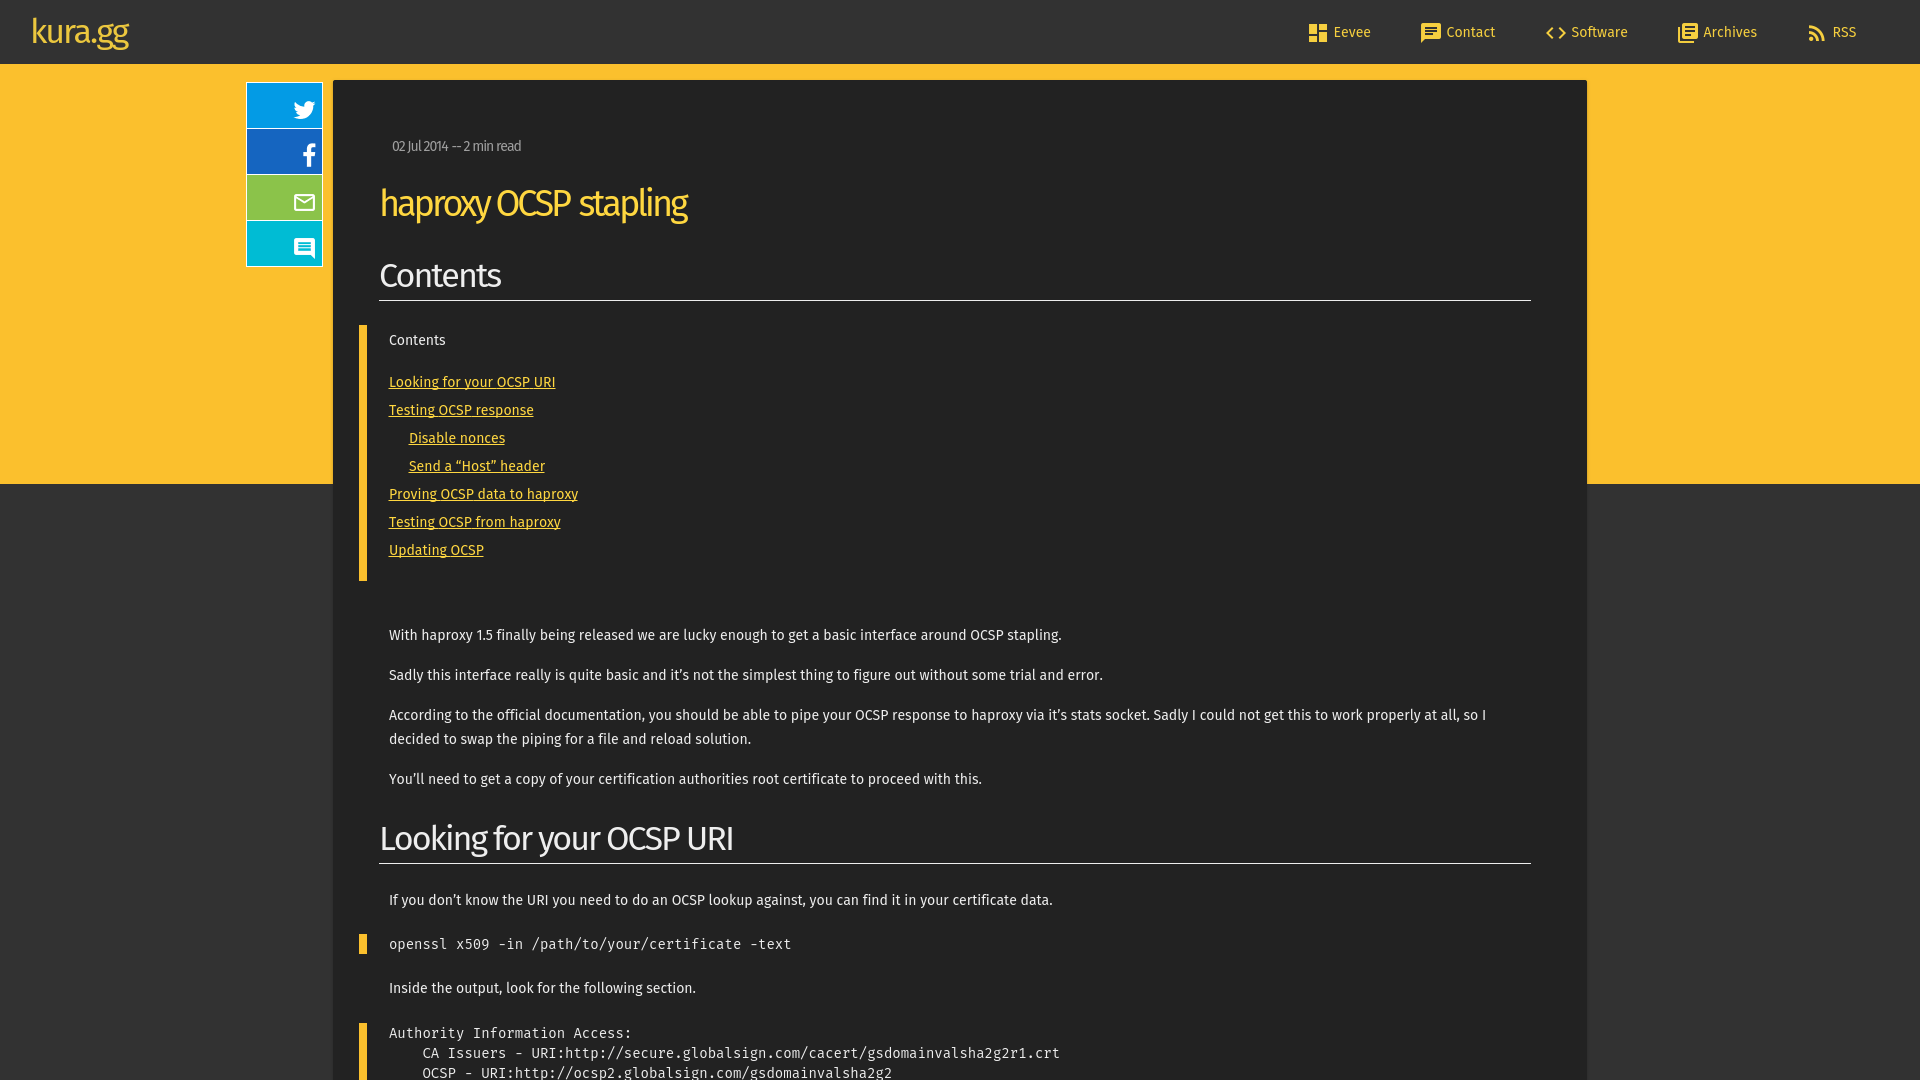 kura.gg
Eevee
Contact
Software
Archives
RSS
02 Jul 2014 -- 2 min read
haproxy OCSP stapling
Contents
Contents
Looking for your OCSP URI
Testing OCSP response
Disable nonces
Send a “Host” header
Proving OCSP data to haproxy
Testing OCSP from haproxy
Updating OCSP
With haproxy 1.5 finally being released we are lucky enough to get a basic interface around OCSP stapling.
Sadly this interface really is quite basic and it’s not the simplest thing to figure out without some trial and error.
According to the official documentation, you should be able to pipe your OCSP response to haproxy via it’s stats socket. Sadly I could not get this to work properly at all, so I
decided to swap the piping for a file and reload solution.
You’ll need to get a copy of your certification authorities root certificate to proceed with this.
Looking for your OCSP URI
If you don’t know the URI you need to do an OCSP lookup against, you can find it in your certificate data.
openssl x509 -in /path/to/your/certificate -text
Inside the output, look for the following section.
Authority Information Access:
CA Issuers - URI:http://secure.globalsign.com/cacert/gsdomainvalsha2g2r1.crt
OCSP - URI:http://ocsp2.globalsign.com/gsdomainvalsha2g2